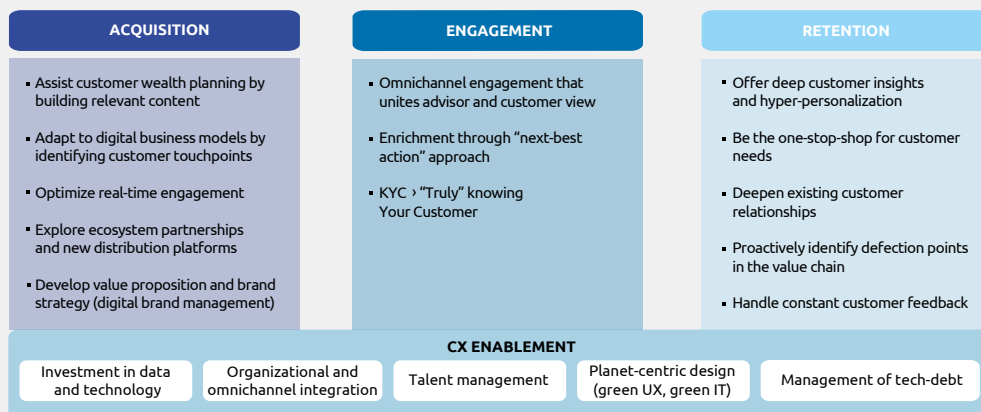 ACQUISITION
Assist customer wealth planning by
building relevant content
Adapt to digital business models by
identifying customer touchpoints
Optimize real-time engagement
Explore ecosystem partnerships
and new distribution platforms
Develop value proposition and brand
strategy (digital brand management)
ENGAGEMENT
Omnichannel engagement that
unites advisor and customer view
Enrichment through “next-best
action” approach
KYC › “Truly” knowing
Your Customer
RETENTION
Offer deep customer insights
and hyper-personalization
Be the one-stop-shop for customer
needs
Deepen existing customer
relationships
Proactively identify defection points
in the value chain
Handle constant customer feedback
CX ENABLEMENT
Investment in data
and technology
Organizational and
omnichannel integration
Talent management
Planet-centric design
(green UX, green IT)
Management of tech-debt